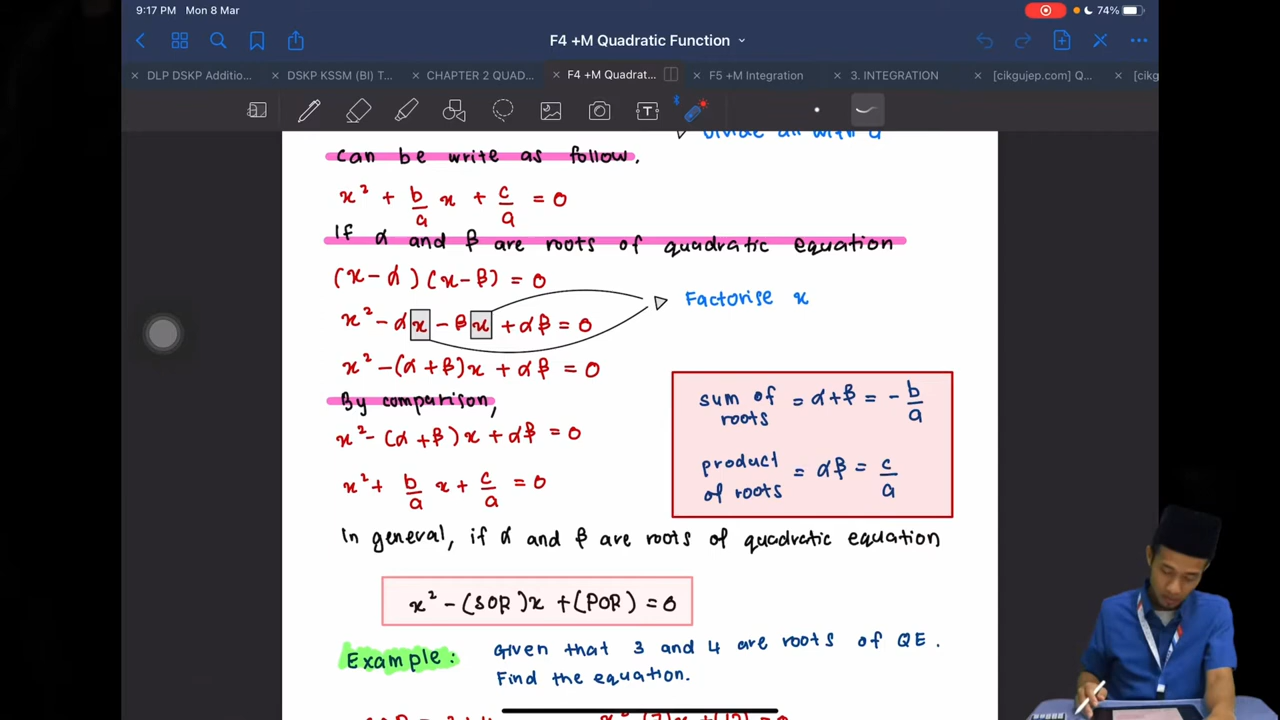 9:17 PM Mon 8 Mar
74%
F4 +M Quadratic Function
DLP DSKP Additio...
DSKP KSSM (BI) T...
CHAPTER 2 QUAD...
F4 +M Quadrat...
F5 +M Integration
3. INTEGRATION
[cikgujep.com] Q...
[cikg
Divide all with a
can be write as follow.
x² + b/a x + c/a = 0
If α and β are roots of quadratic equation
(x-α)(x-β) = 0
x² - αx - βx + αβ = 0
Factorise x
x² - (α + β)x + αβ = 0
By comparison,
x² - (α + β)x + αβ = 0
x² + b/a x + c/a = 0
sum of roots = α+β = - b/a
product of roots = αβ = c/a
In general, if α and β are roots of quadratic equation
x² - (SOR)x + (POR) = 0
Example: Given that 3 and 4 are roots of QE.
Find the equation.